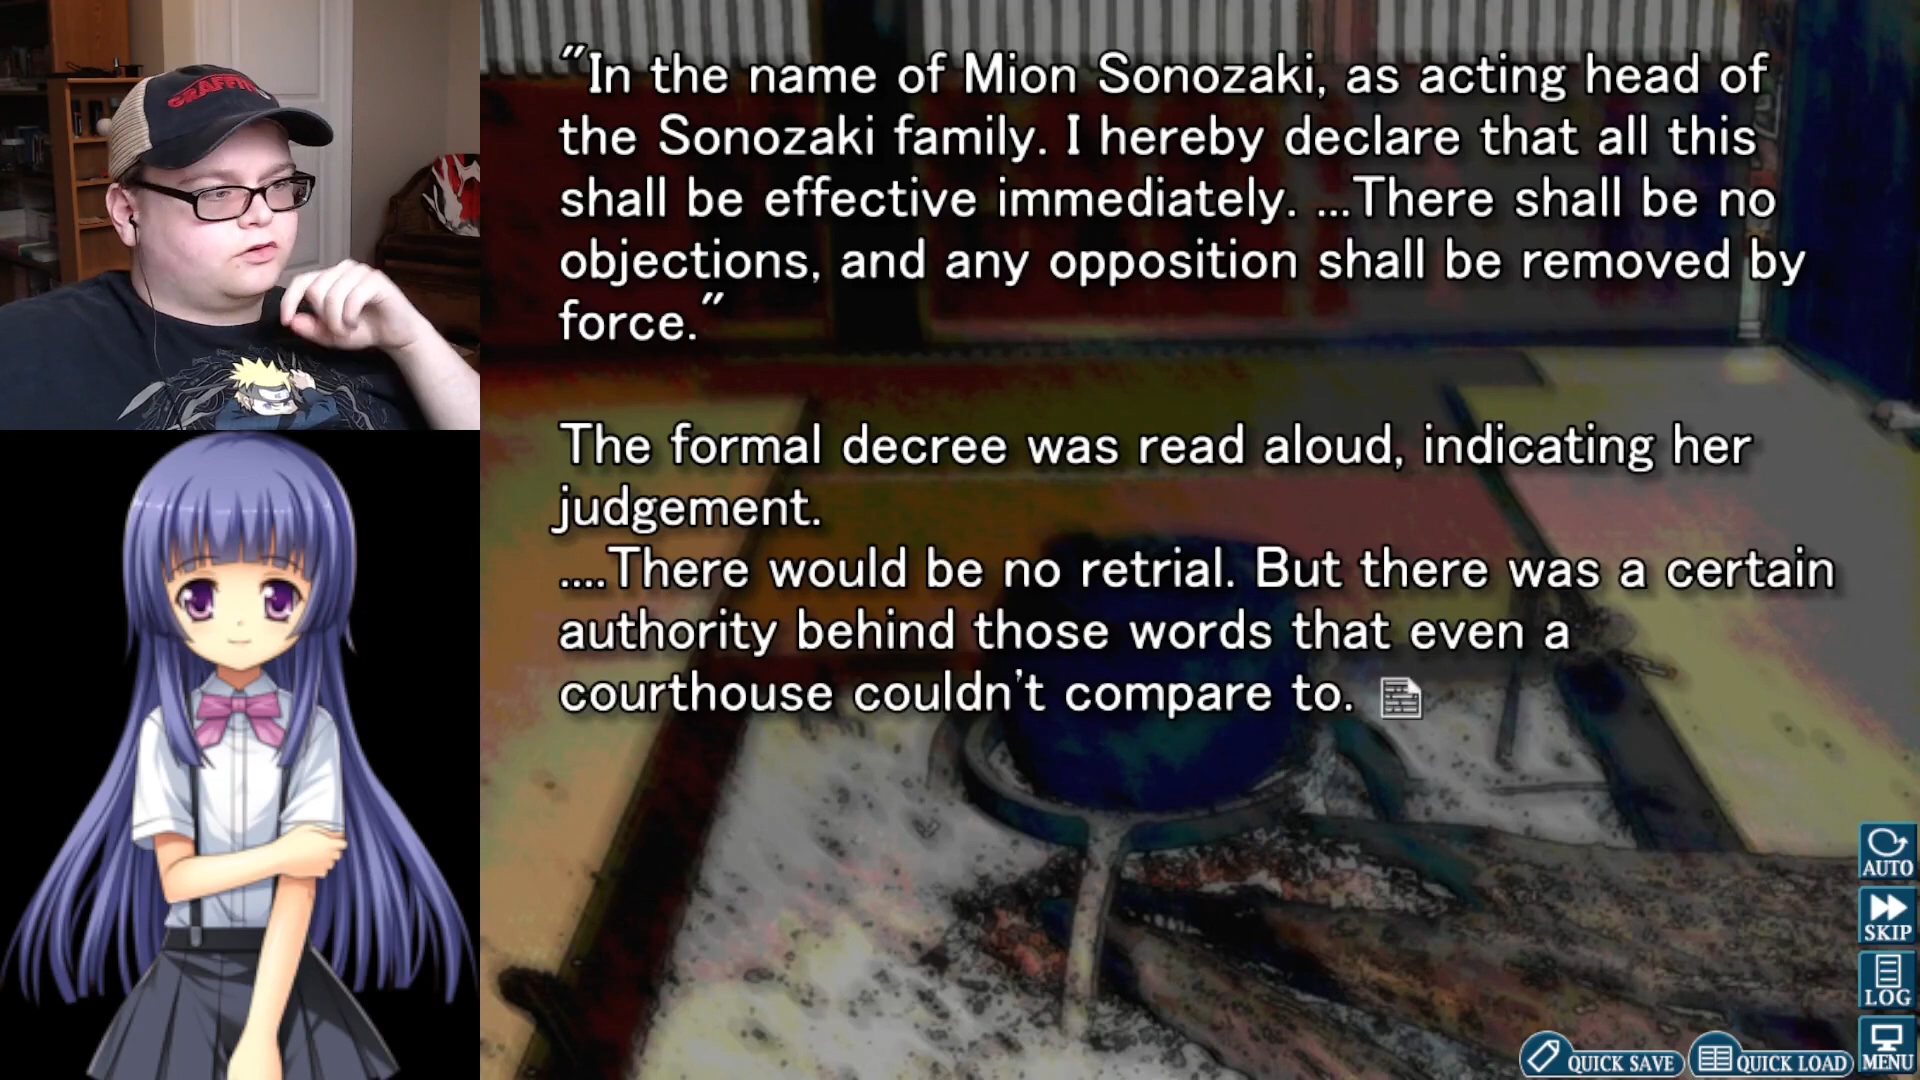 "In the name of Mion Sonozaki, as acting head of
the Sonozaki family. I hereby declare that all this
shall be effective immediately. ...There shall be no
objections, and any opposition shall be removed by
force."
The formal decree was read aloud, indicating her
judgement.
....There would be no retrial. But there was a certain
authority behind those words that even a
courthouse couldn't compare to.
AUTO
SKIP
LOG
QUICK SAVE
QUICK LOAD
MENU